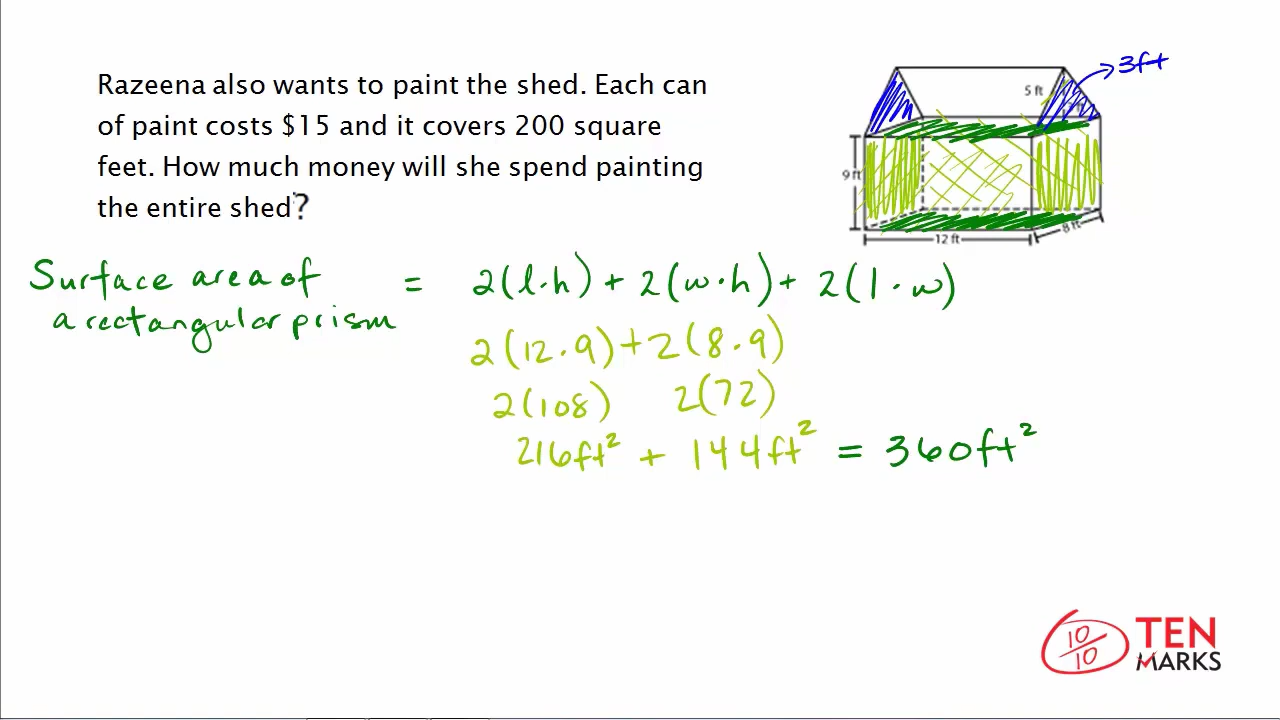 Razeena also wants to paint the shed. Each can
of paint costs $15 and it covers 200 square
feet. How much money will she spend painting
the entire shed?
3ft
5 ft
9 ft
12 ft
8 ft
Surface area of
a rectangular prism
= 2(l·h) + 2(w·h) + 2(l·w)
2(12·9) + 2(8·9)
2(108) 2(72)
216ft² + 144ft² = 360ft²
10/10
TEN
MARKS